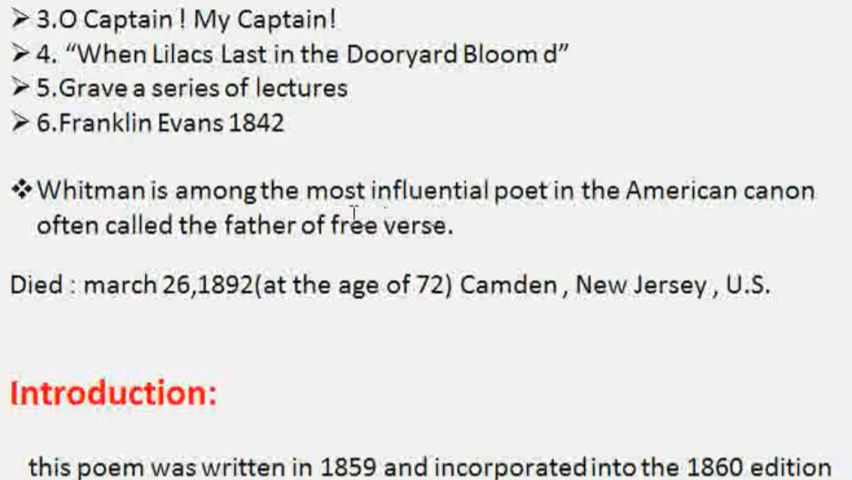 ➢ 3.O Captain ! My Captain!
➢ 4. “When Lilacs Last in the Dooryard Bloom d”
➢ 5.Grave a series of lectures
➢ 6.Franklin Evans 1842
❖ Whitman is among the most influential poet in the American canon
often called the father of free verse.
Died : march 26,1892(at the age of 72) Camden , New Jersey , U.S.
Introduction:
this poem was written in 1859 and incorporated into the 1860 edition